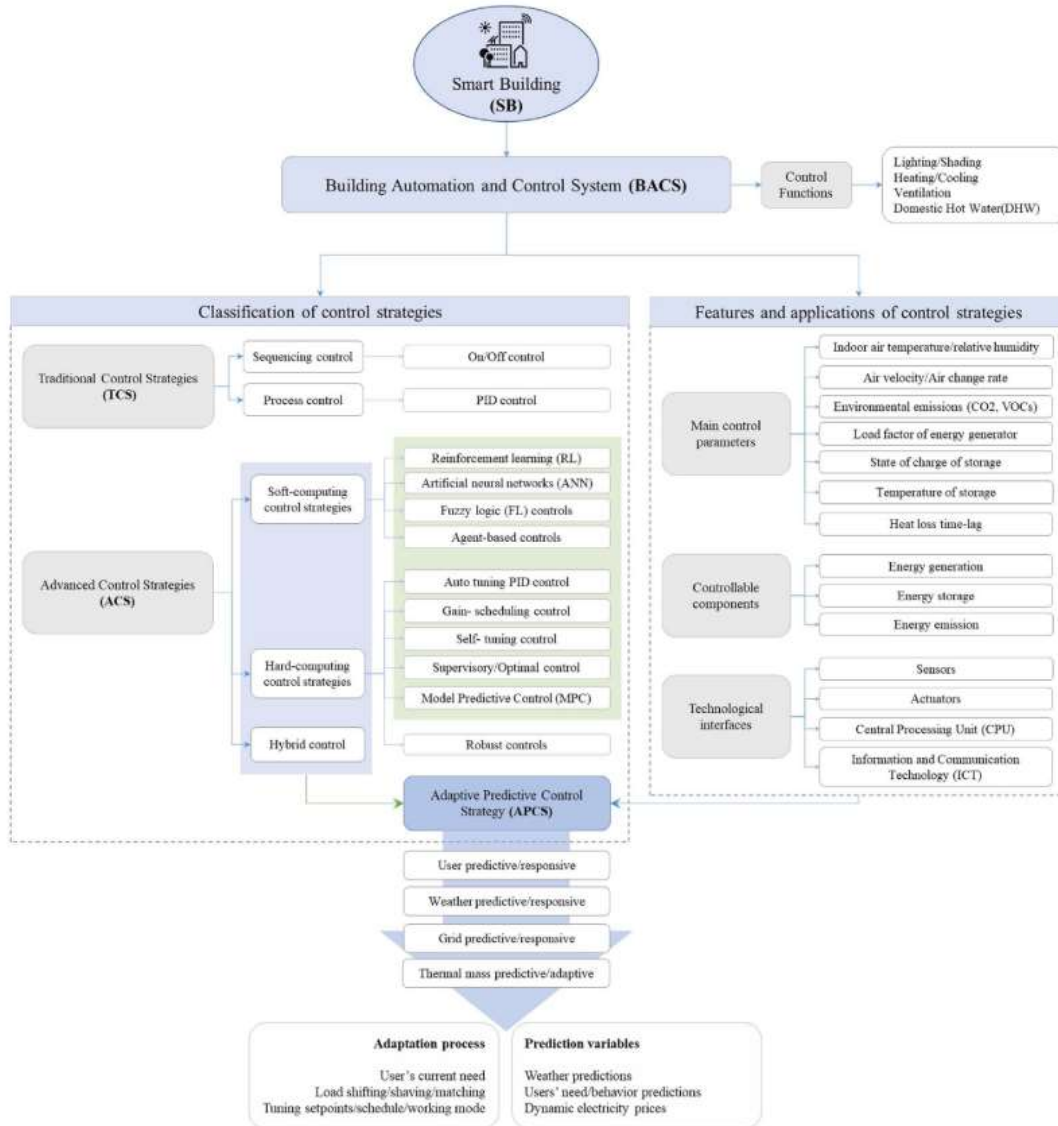 Smart Building
(SB)
Building Automation and Control System (BACS)
Control
Functions
Lighting/Shading
Heating/Cooling
Ventilation
Domestic Hot Water(DHW)
Classification of control strategies
Traditional Control Strategies
(TCS)
Sequencing control
On/Off control
Process control
PID control
Advanced Control Strategies
(ACS)
Soft-computing
control strategies
Reinforcement learning (RL)
Artificial neural networks (ANN)
Fuzzy logic (FL) controls
Agent-based controls
Hard-computing
control strategies
Auto tuning PID control
Gain- scheduling control
Self- tuning control
Supervisory/Optimal control
Model Predictive Control (MPC)
Robust controls
Hybrid control
Features and applications of control strategies
Main control
parameters
Indoor air temperature/relative humidity
Air velocity/Air change rate
Environmental emissions (CO2, VOCs)
Load factor of energy generator
State of charge of storage
Temperature of storage
Heat loss time-lag
Controllable
components
Energy generation
Energy storage
Energy emission
Technological
interfaces
Sensors
Actuators
Central Processing Unit (CPU)
Information and Communication
Technology (ICT)
Adaptive Predictive Control
Strategy (APCS)
User predictive/responsive
Weather predictive/responsive
Grid predictive/responsive
Thermal mass predictive/adaptive
Adaptation process
User's current need
Load shifting/shaving/matching
Tuning setpoints/schedule/working mode
Prediction variables
Weather predictions
Users' need/behavior predictions
Dynamic electricity prices